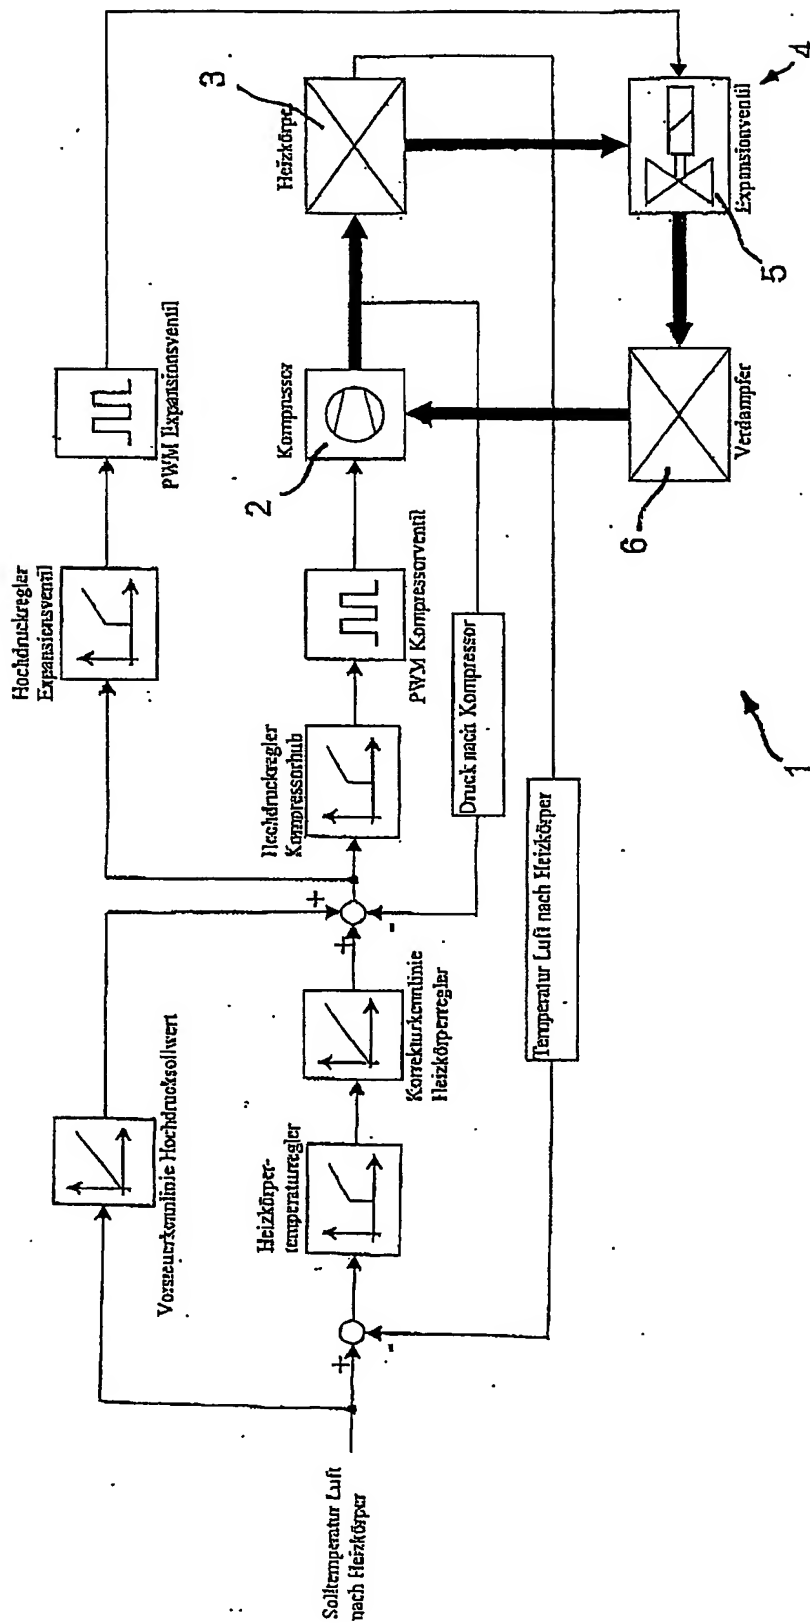 Solltemperatur Luft
nach Heizkörper
+
-
Vorsteuerkennlinie Hochdrucksollwert
Heizkörper-
temperaturregler
Korrekturkennlinie
Heizkörperregler
+
+
-
Hochdruckregler
Expansionsventil
Hochdruckregler
Kompressorhub
PWM Expansionsventil
PWM Kompressorventil
Kompressor
2
Heizkörper
3
Druck nach Kompressor
Temperatur Luft nach Heizkörper
Verdampfer
6
Expansionventil
5
4
1